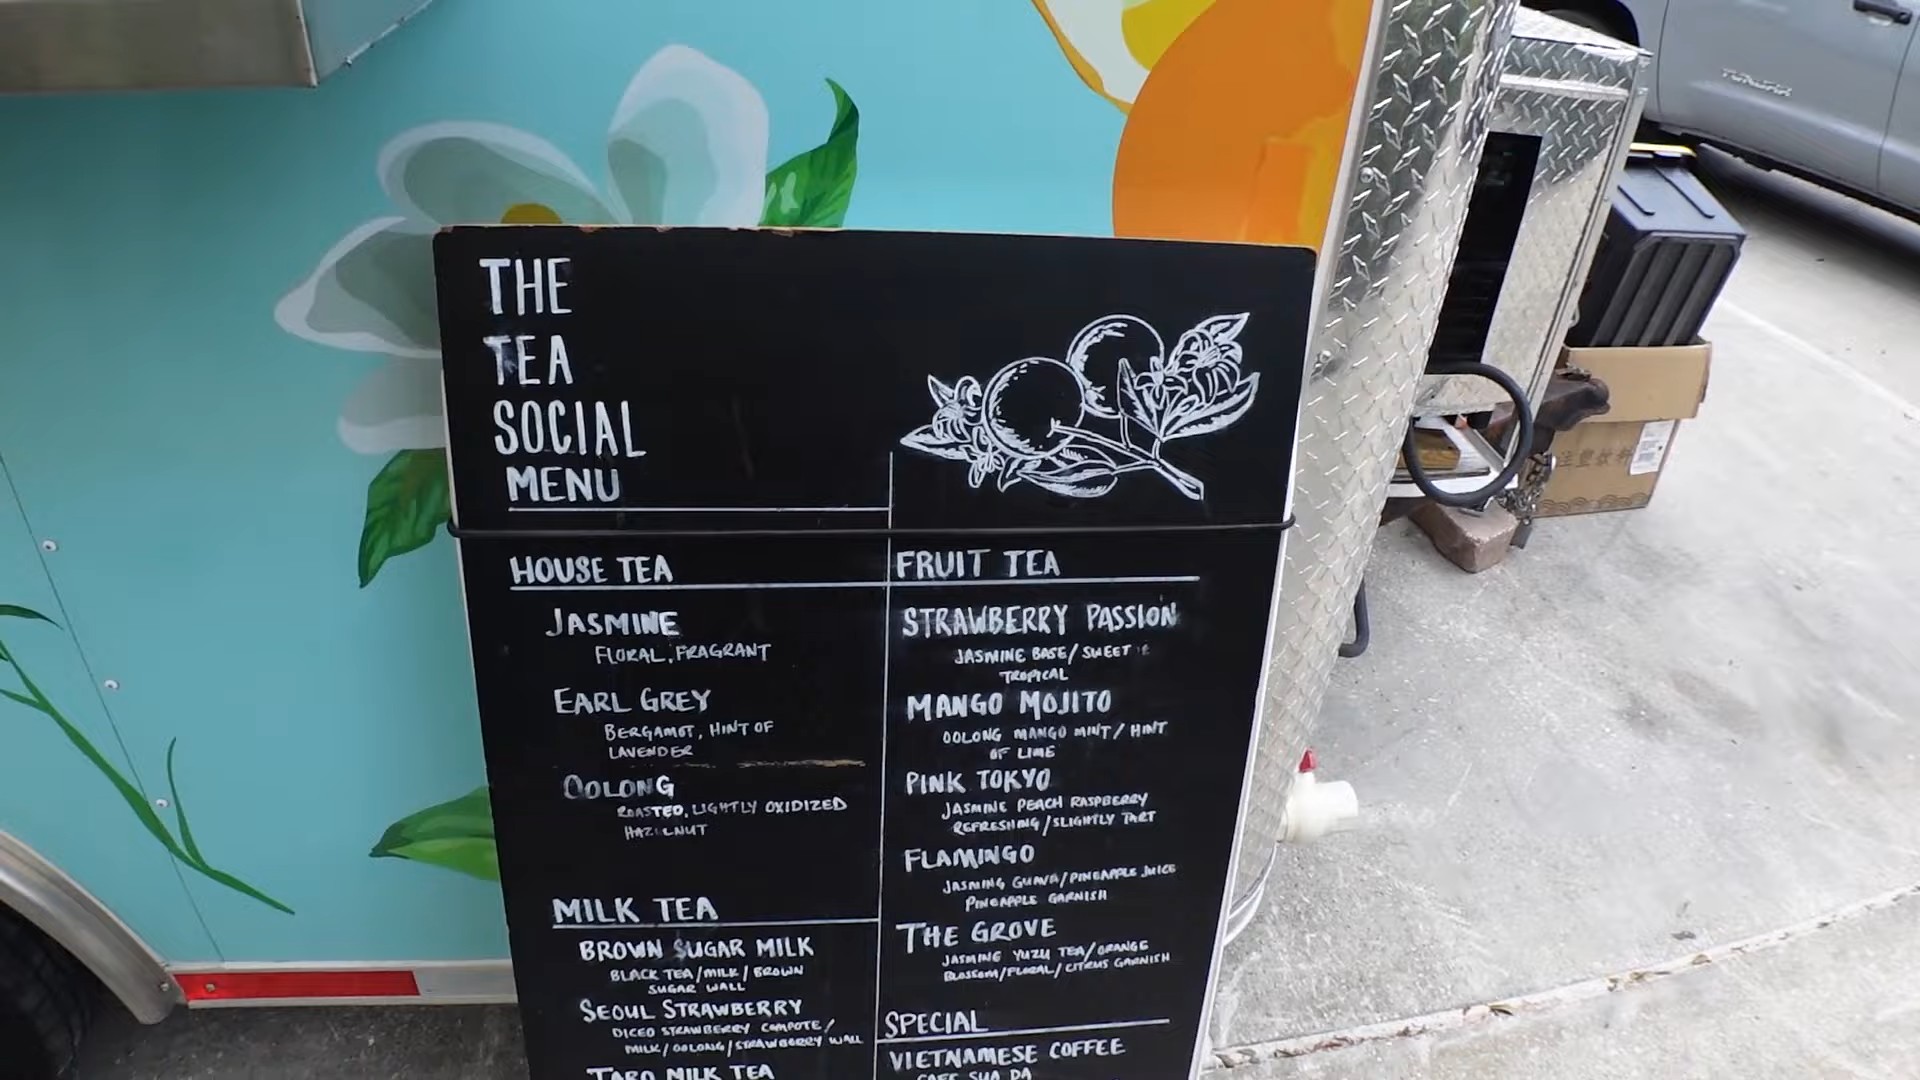 THE
TEA
SOCIAL
MENU
HOUSE TEA
JASMINE
FLORAL, FRAGRANT
EARL GREY
BERGAMOT, HINT OF
LAVENDER
OOLONG
ROASTED, LIGHTLY OXIDIZED
HAZELNUT
MILK TEA
BROWN SUGAR MILK
BLACK TEA/MILK/BROWN
SUGAR WALL
SEOUL STRAWBERRY
DICED STRAWBERRY COMPOTE/
MILK/OOLONG/STRAWBERRY WALL
TARO MILK TEA
FRUIT TEA
STRAWBERRY PASSION
JASMINE BASE/SWEET &
TROPICAL
MANGO MOJITO
OOLONG MANGO MINT/HINT
OF LIME
PINK TOKYO
JASMINE PEACH RASPBERRY
REFRESHING/SLIGHTLY TART
FLAMINGO
JASMINE GUAVA/PINEAPPLE JUICE
PINEAPPLE GARNISH
THE GROVE
JASMINE YUZU TEA/ORANGE
BLOSSOM/FLORAL/CITRUS GARNISH
SPECIAL
VIETNAMESE COFFEE
CAFE SUA DA
TUNDRA